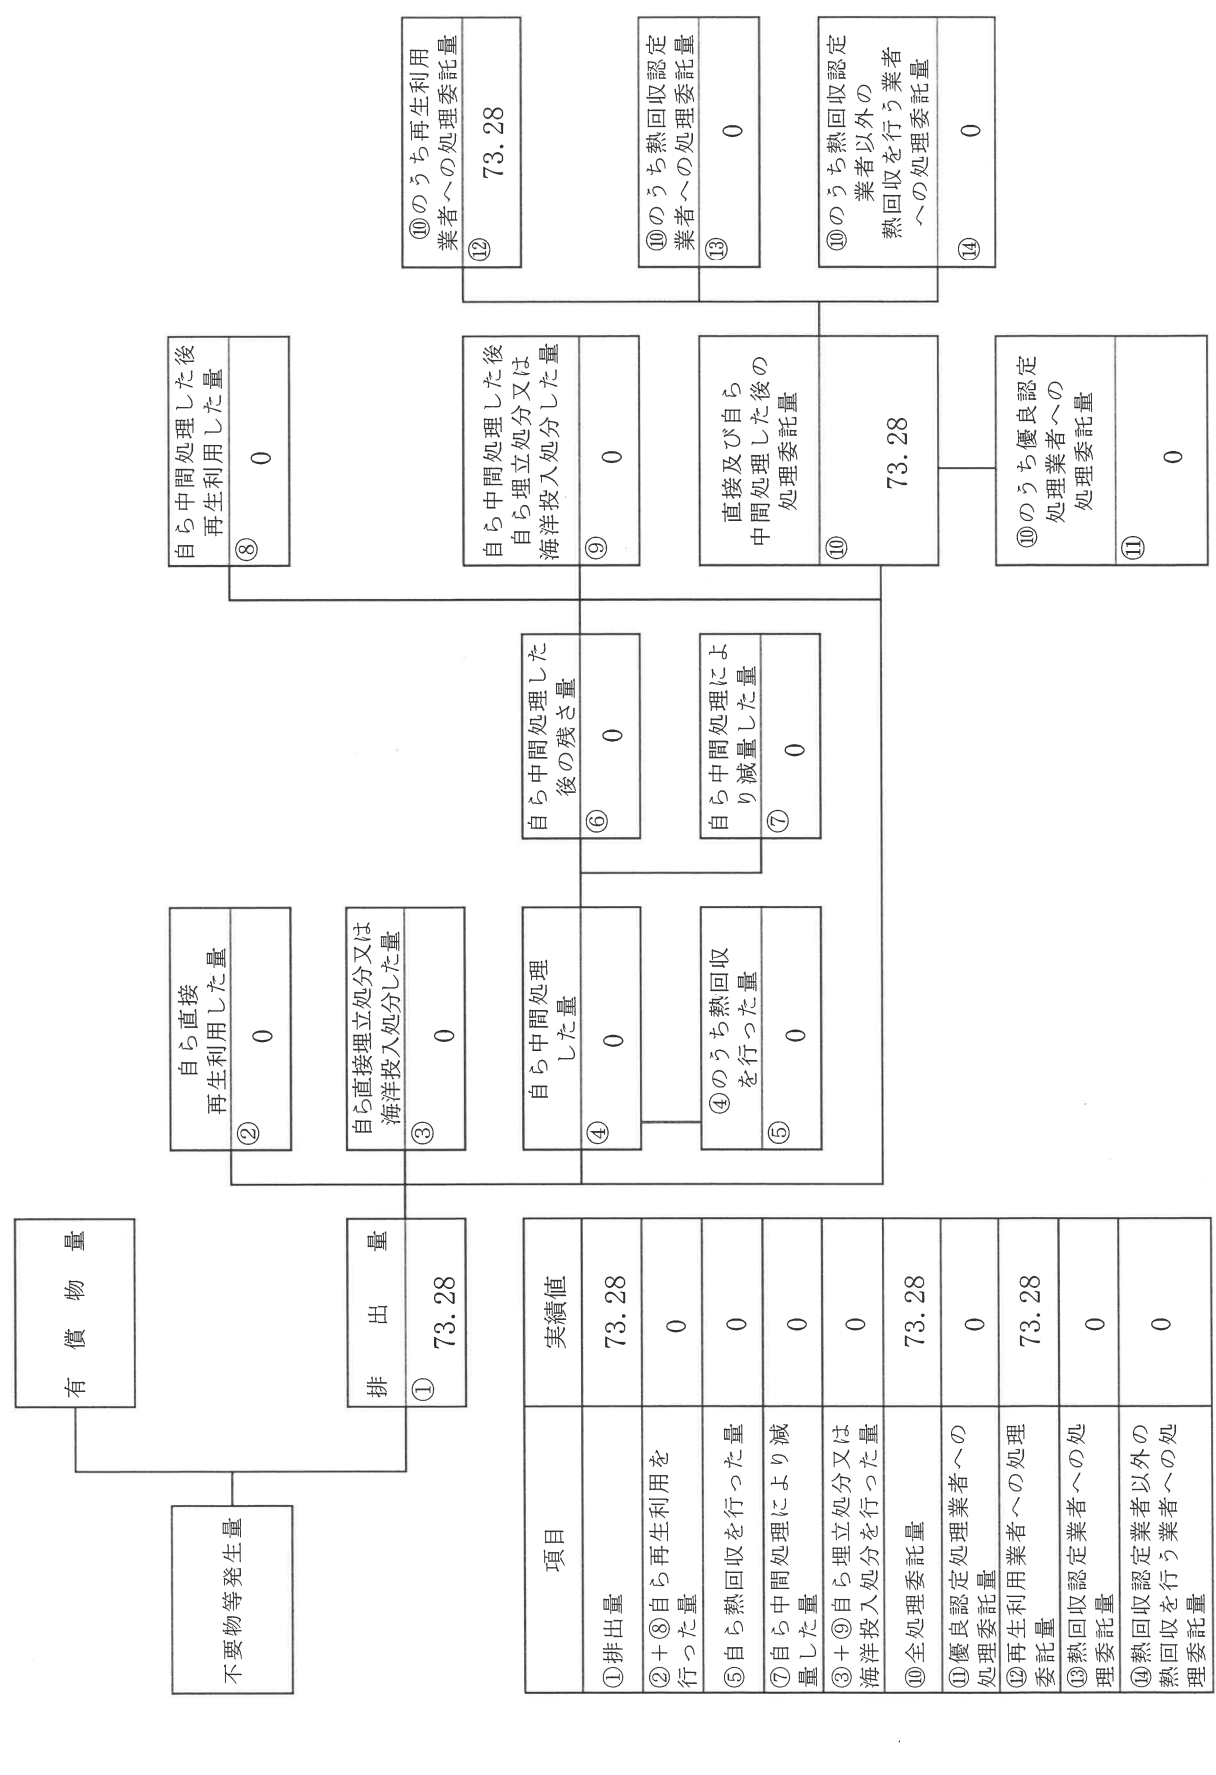 不要物等発生量
有償物量
排出量
①
73.28
自ら直接
再生利用した量
②
0
自ら直接埋立処分又は
海洋投入処分した量
③
0
自ら中間処理
した量
④
0
④のうち熱回収
を行った量
⑤
0
自ら中間処理した
後の残さ量
⑥
0
自ら中間処理によ
り減量した量
⑦
0
自ら中間処理した後
再生利用した量
⑧
0
自ら中間処理した後
自ら埋立処分又は
海洋投入処分した量
⑨
0
直接及び自ら
中間処理した後の
処理委託量
⑩
73.28
⑩のうち優良認定
処理業者への
処理委託量
⑪
0
⑩のうち再生利用
業者への処理委託量
⑫
73.28
⑩のうち熱回収認定
業者への処理委託量
⑬
0
⑩のうち熱回収認定
業者以外の
熱回収を行う業者
への処理委託量
⑭
0
項目 実績値
①排出量 73.28
②+⑧自ら再生利用を
行った量 0
⑤自ら熱回収を行った量 0
⑦自ら中間処理により減
量した量 0
③+⑨自ら埋立処分又は
海洋投入処分を行った量 0
⑩全処理委託量 73.28
⑪優良認定処理業者への
処理委託量 0
⑫再生利用業者への処理
委託量 73.28
⑬熱回収認定業者への処
理委託量 0
⑭熱回収認定業者以外の
熱回収を行う業者への処
理委託量 0